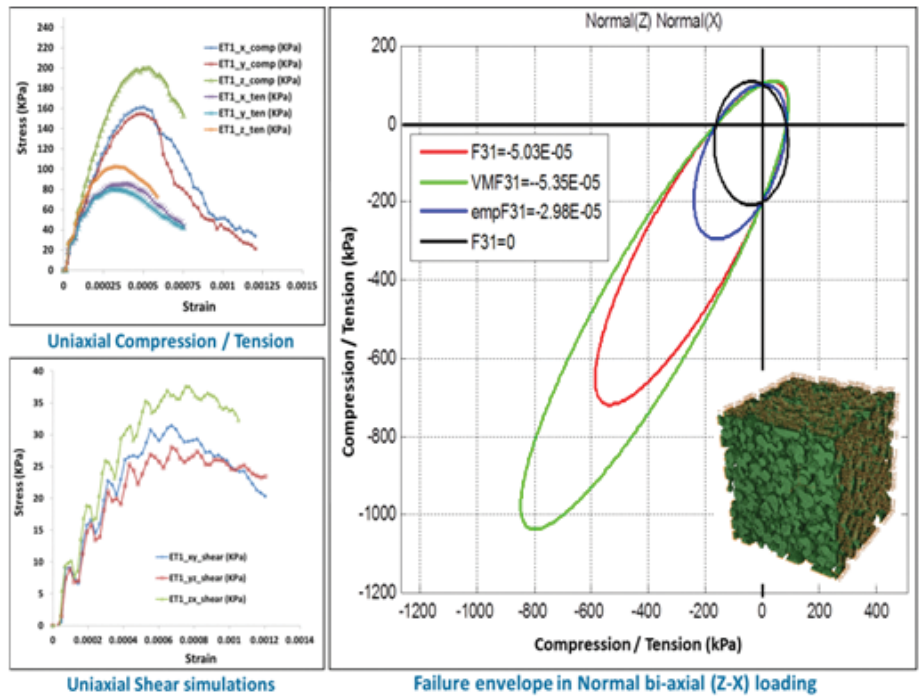 240
220
200
180
160
140
120
100
80
60
40
20
0
Stress (KPa)
ET1_x_comp (KPa)
ET1_y_comp (KPa)
ET1_z_comp (KPa)
ET1_x_ten (KPa)
ET1_y_ten (KPa)
ET1_z_ten (KPa)
0 0.00025 0.0005 0.00075 0.001 0.00125 0.0015
Strain
Uniaxial Compression / Tension
40
35
30
25
20
15
10
5
0
Stress (KPa)
ET1_xy_shear (KPa)
ET1_yz_shear (KPa)
ET1_zx_shear (KPa)
0 0.0002 0.0004 0.0006 0.0008 0.001 0.0012 0.0014
Strain
Uniaxial Shear simulations
Normal(Z) Normal(X)
200
0
-200
-400
-600
-800
-1000
-1200
Compression / Tension (kPa)
F31=-5.03E-05
VMF31=--5.35E-05
empF31=-2.98E-05
F31=0
-1200 -1000 -800 -600 -400 -200 0 200 400
Compression / Tension (kPa)
Failure envelope in Normal bi-axial (Z-X) loading